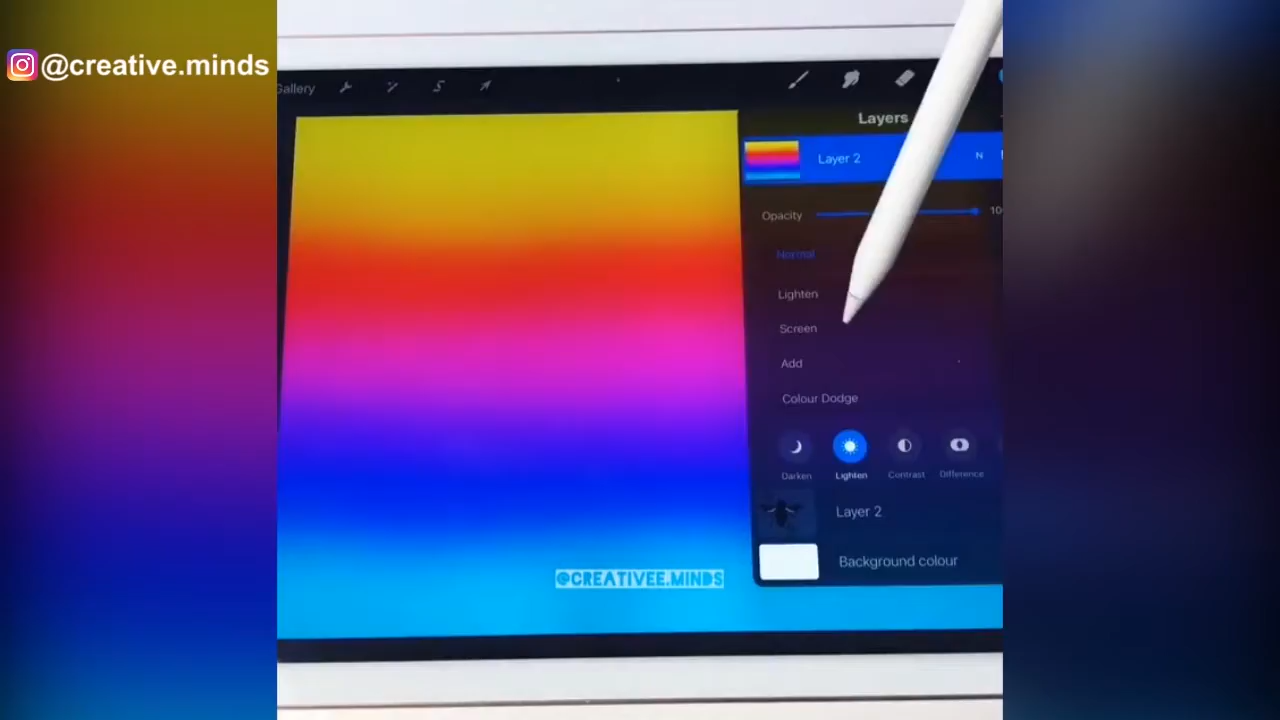 @creative.minds
Gallery
Layers
Layer 2
N
Opacity
Normal
Lighten
Screen
Add
Colour Dodge
Darken
Lighten
Contrast
Difference
Layer 2
Background colour
@CREATIVEE.MINDS